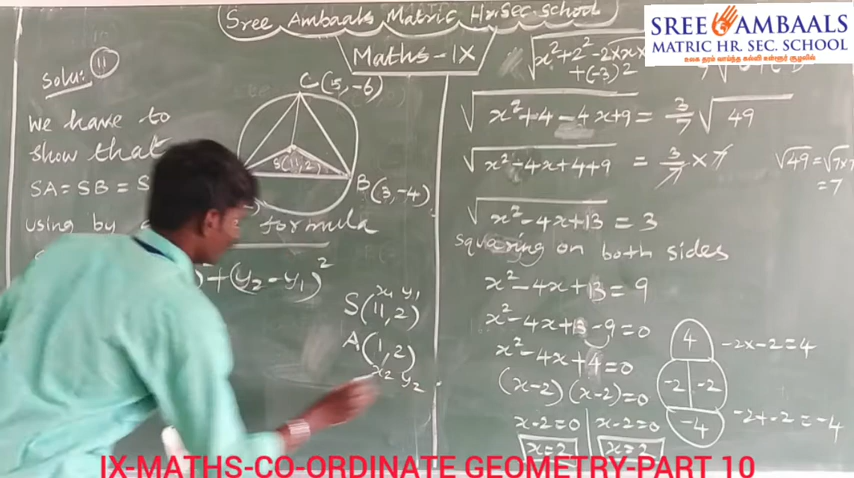 Sree Ambaals Matric Hr.Sec.school
Maths-IX
SREE AMBAALS
MATRIC HR. SEC. SCHOOL
Solu: 11
We have to
show that
SA = SB = S
using by
formula
+(y₂-y₁)²
C(15,-6)
S(11,2)
B(3,-4)
x₁ y₁
S(11,2)
A(1,2)
x₂ y₂
√x²+2²-2×x×
+(-3)²
√x²+4-4x+9 = 3/7 √49
√x²-4x+4+9 = 3/7 × 7
√49 = √7×7
= 7
√x²-4x+13 = 3
squaring on both sides
x²-4x+13 = 9
x²-4x+13-9=0
x²-4x+4=0
(x-2)(x-2)=0
x-2=0 | x-2=0
x=2 x=2
4
-2 -2
-4
-2×-2=4
-2+-2=-4
IX-MATHS-CO-ORDINATE GEOMETRY-PART 10